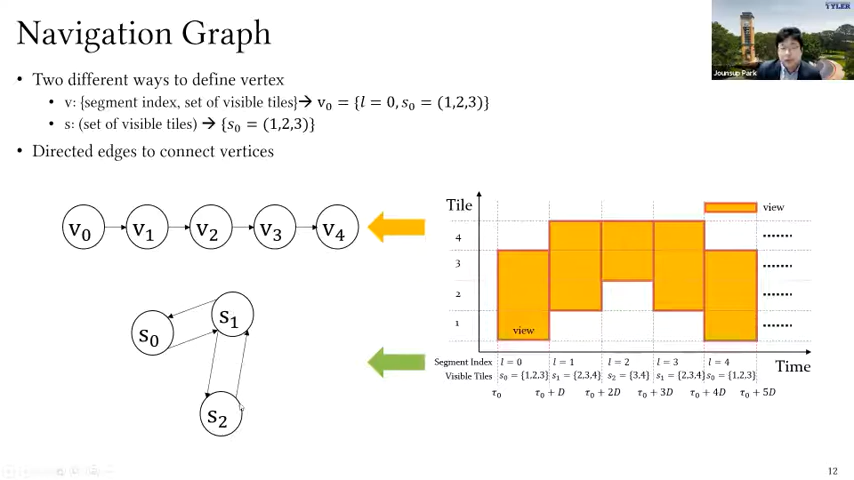 TYLER
Jounsup Park
Navigation Graph
• Two different ways to define vertex
• v: {segment index, set of visible tiles}→ v₀ = {l = 0, s₀ = (1,2,3)}
• s: (set of visible tiles) → {s₀ = (1,2,3)}
• Directed edges to connect vertices
v₀ v₁ v₂ v₃ v₄
s₀ s₁ s₂
Tile
view
4
3
2
1
view
Segment Index l = 0 l = 1 l = 2 l = 3 l = 4
Time
Visible Tiles s₀ = {1,2,3} s₁ = {2,3,4} s₂ = {3,4} s₁ = {2,3,4} s₀ = {1,2,3}
τ₀ τ₀ + D τ₀ + 2D τ₀ + 3D τ₀ + 4D τ₀ + 5D
12